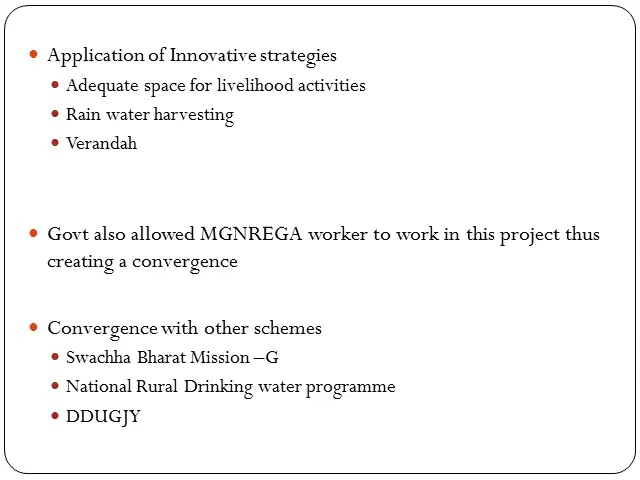 Application of Innovative strategies
Adequate space for livelihood activities
Rain water harvesting
Verandah
Govt also allowed MGNREGA worker to work in this project thus
creating a convergence
Convergence with other schemes
Swachha Bharat Mission –G
National Rural Drinking water programme
DDUGJY